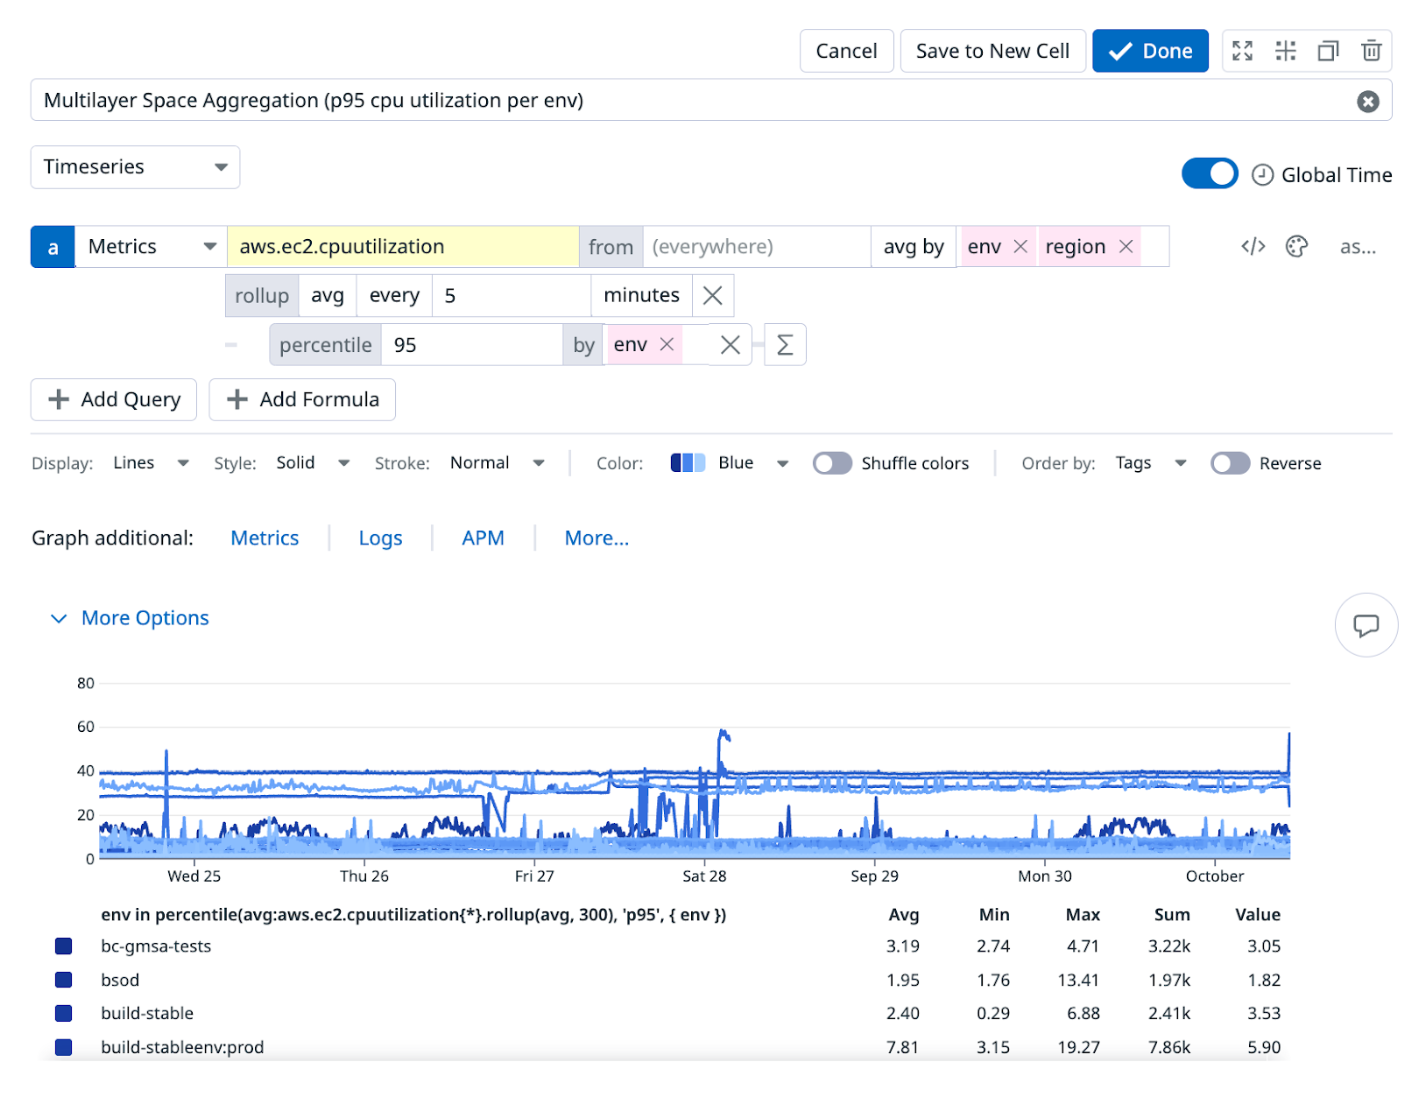 Cancel Save to New Cell Done
Multilayer Space Aggregation (p95 cpu utilization per env)
Timeseries
Global Time
a Metrics aws.ec2.cpuutilization from (everywhere) avg by env region </> as...
rollup avg every 5 minutes
percentile 95 by env Σ
Add Query Add Formula
Display: Lines Style: Solid Stroke: Normal Color: Blue Shuffle colors Order by: Tags Reverse
Graph additional: Metrics Logs APM More...
More Options
80
60
40
20
0
Wed 25 Thu 26 Fri 27 Sat 28 Sep 29 Mon 30 October
env in percentile(avg:aws.ec2.cpuutilization{*}.rollup(avg, 300), 'p95', { env }) Avg Min Max Sum Value
bc-gmsa-tests 3.19 2.74 4.71 3.22k 3.05
bsod 1.95 1.76 13.41 1.97k 1.82
build-stable 2.40 0.29 6.88 2.41k 3.53
build-stableenv:prod 7.81 3.15 19.27 7.86k 5.90